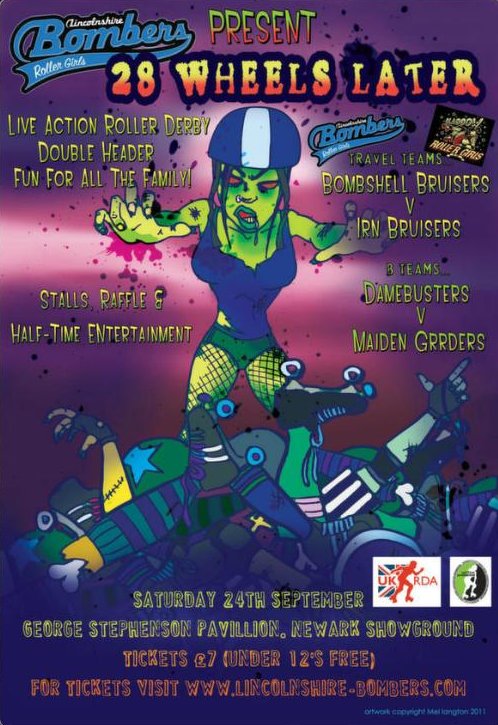 Lincolnshire
Bombers
Roller Girls
PRESENT
28 WHEELS LATER
LIVE ACTION ROLLER DERBY
DOUBLE HEADER
FUN FOR ALL THE FAMILY!
Lincolnshire
Bombers
Roller Girls
ROLLER GIRLS
TRAVEL TEAMS
BOMBSHELL BRUISERS
V
IRN BRUISERS
B TEAMS...
DAMEBUSTERS
V
MAIDEN GRRDERS
STALLS, RAFFLE &
HALF-TIME ENTERTAINMENT
UK RDA
SATURDAY 24TH SEPTEMBER
GEORGE STEPHENSON PAVILLION, NEWARK SHOWGROUND
TICKETS £7 (UNDER 12'S FREE)
FOR TICKETS VISIT WWW.LINCOLNSHIRE-BOMBERS.COM
artwork copyright Mel langton 2011